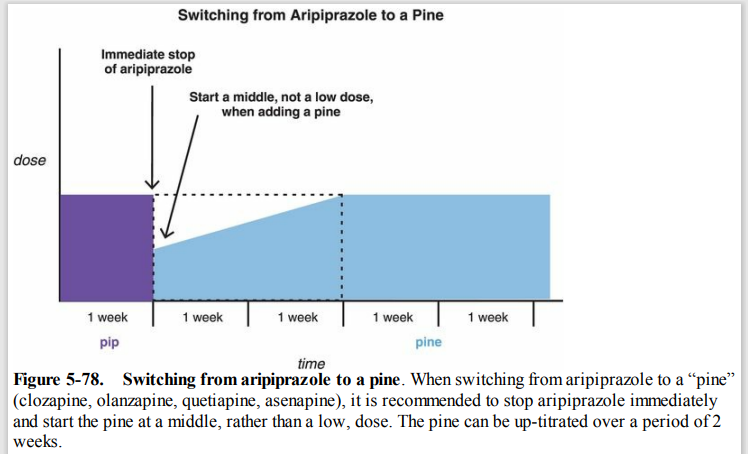 Switching from Aripiprazole to a Pine
Immediate stop
of aripiprazole
Start a middle, not a low dose,
when adding a pine
dose
1 week
1 week
1 week
1 week
1 week
pip
pine
time
Figure 5-78. Switching from aripiprazole to a pine. When switching from aripiprazole to a “pine”
(clozapine, olanzapine, quetiapine, asenapine), it is recommended to stop aripiprazole immediately
and start the pine at a middle, rather than a low, dose. The pine can be up-titrated over a period of 2
weeks.